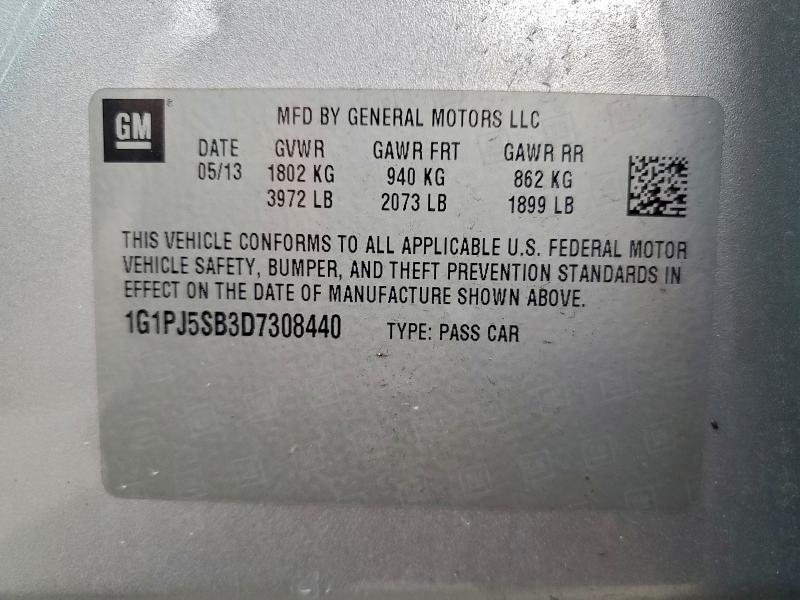 GM®
MFD BY GENERAL MOTORS LLC
DATE GVWR GAWR FRT GAWR RR
05/13 1802 KG 940 KG 862 KG
3972 LB 2073 LB 1899 LB
THIS VEHICLE CONFORMS TO ALL APPLICABLE U.S. FEDERAL MOTOR
VEHICLE SAFETY, BUMPER, AND THEFT PREVENTION STANDARDS IN
EFFECT ON THE DATE OF MANUFACTURE SHOWN ABOVE.
1G1PJ5SB3D7308440 TYPE: PASS CAR